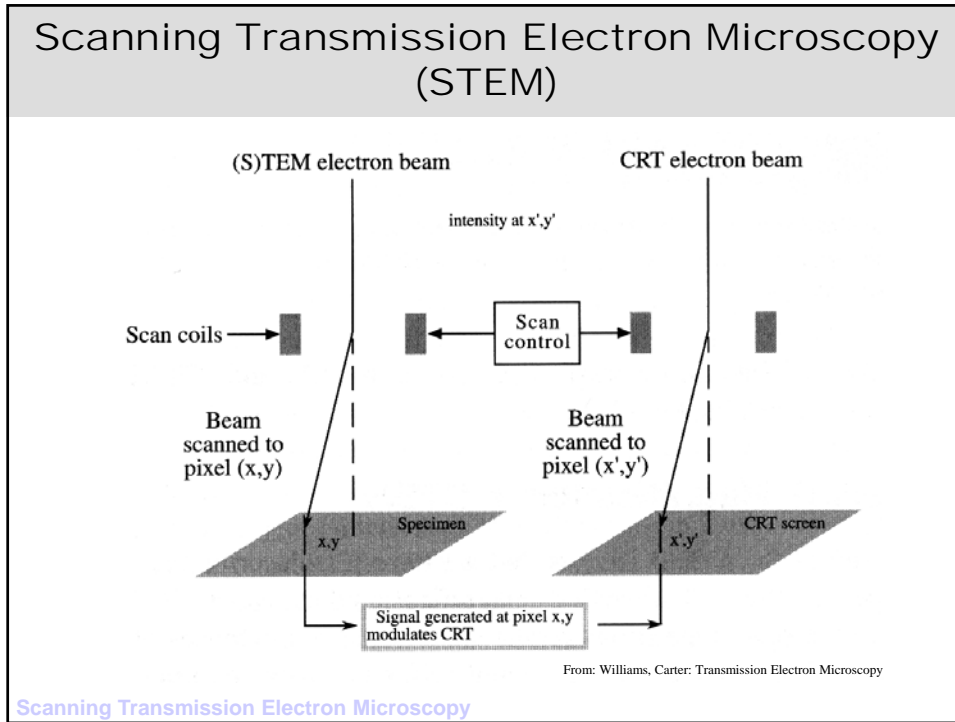 Scanning Transmission Electron Microscopy
(STEM)
(S)TEM electron beam
CRT electron beam
intensity at x',y'
Scan coils
Scan
control
Beam
scanned to
pixel (x,y)
Beam
scanned to
pixel (x',y')
Specimen
x,y
CRT screen
x',y'
Signal generated at pixel x,y
modulates CRT
From: Williams, Carter: Transmission Electron Microscopy
Scanning Transmission Electron Microscopy